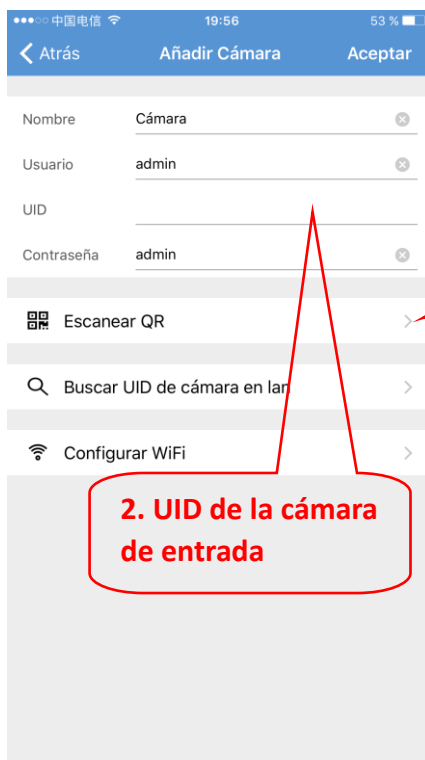 中国电信 19:56 53 %
Atrás Añadir Cámara Aceptar
Nombre Cámara
Usuario admin
UID
Contraseña admin
Escanear QR
Buscar UID de cámara en lan
Configurar WiFi
2. UID de la cámara
de entrada